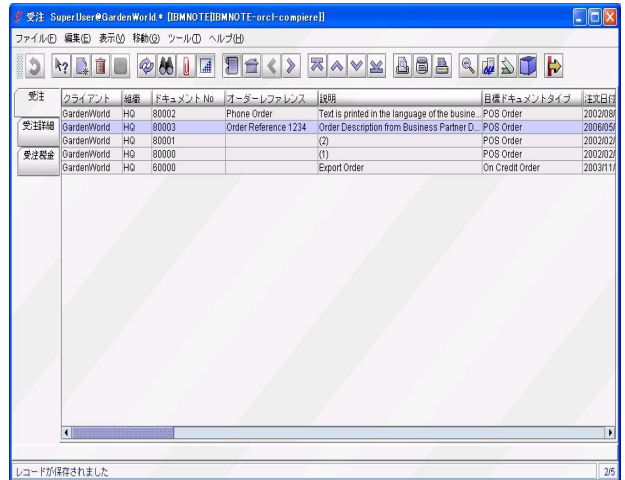 受注 SuperUser@GardenWorld.* [IBMNOTE{IBMNOTE-orcl-compiere}]
ファイル(F) 編集(E) 表示(V) 移動(G) ツール(T) ヘルプ(H)
受注
受注詳細
受注税金
クライアント 組織 ドキュメント No オーダーレファレンス 説明 目標ドキュメントタイプ 注文日付
GardenWorld HQ 80002 Phone Order Text is printed in the language of the busine... POS Order 2002/08/
GardenWorld HQ 80003 Order Reference 1234 Order Description from Business Partner D... POS Order 2006/05/
GardenWorld HQ 80001 (2) POS Order 2002/02/
GardenWorld HQ 80000 (1) POS Order 2002/02/
GardenWorld HQ 60000 Export Order On Credit Order 2003/11/
レコードが保存されました 2/5